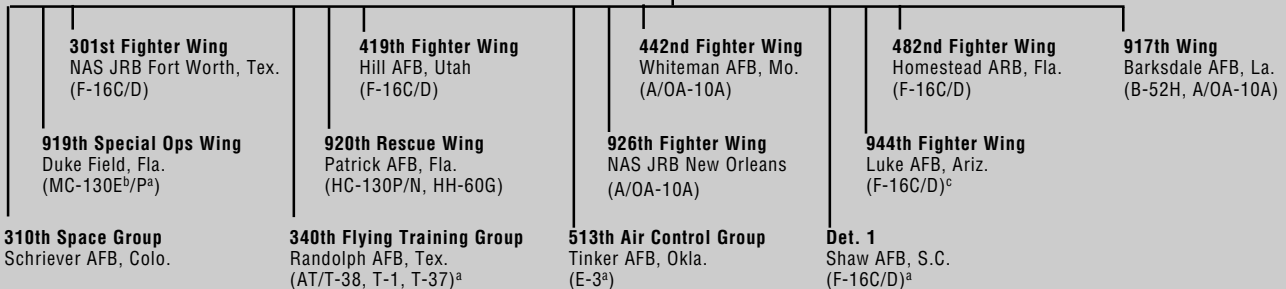 301st Fighter Wing
NAS JRB Fort Worth, Tex.
(F-16C/D)
419th Fighter Wing
Hill AFB, Utah
(F-16C/D)
442nd Fighter Wing
Whiteman AFB, Mo.
(A/OA-10A)
482nd Fighter Wing
Homestead ARB, Fla.
(F-16C/D)
917th Wing
Barksdale AFB, La.
(B-52H, A/OA-10A)
919th Special Ops Wing
Duke Field, Fla.
(MC-130Eᵇ/Pᵃ)
920th Rescue Wing
Patrick AFB, Fla.
(HC-130P/N, HH-60G)
926th Fighter Wing
NAS JRB New Orleans
(A/OA-10A)
944th Fighter Wing
Luke AFB, Ariz.
(F-16C/D)ᶜ
310th Space Group
Schriever AFB, Colo.
340th Flying Training Group
Randolph AFB, Tex.
(AT/T-38, T-1, T-37)ᵃ
513th Air Control Group
Tinker AFB, Okla.
(E-3ᵃ)
Det. 1
Shaw AFB, S.C.
(F-16C/D)ᵃ